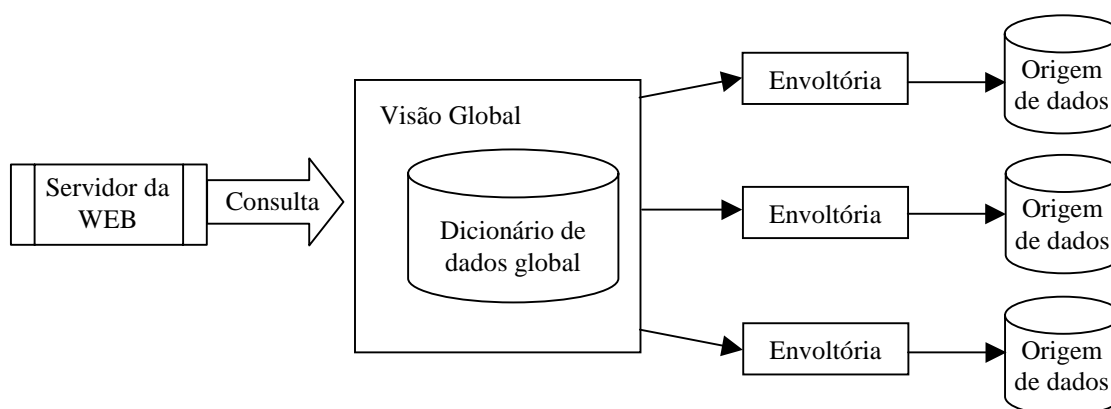 Servidor da
WEB
Consulta
Visão Global
Dicionário de
dados global
Envoltória
Origem
de dados
Envoltória
Origem
de dados
Envoltória
Origem
de dados